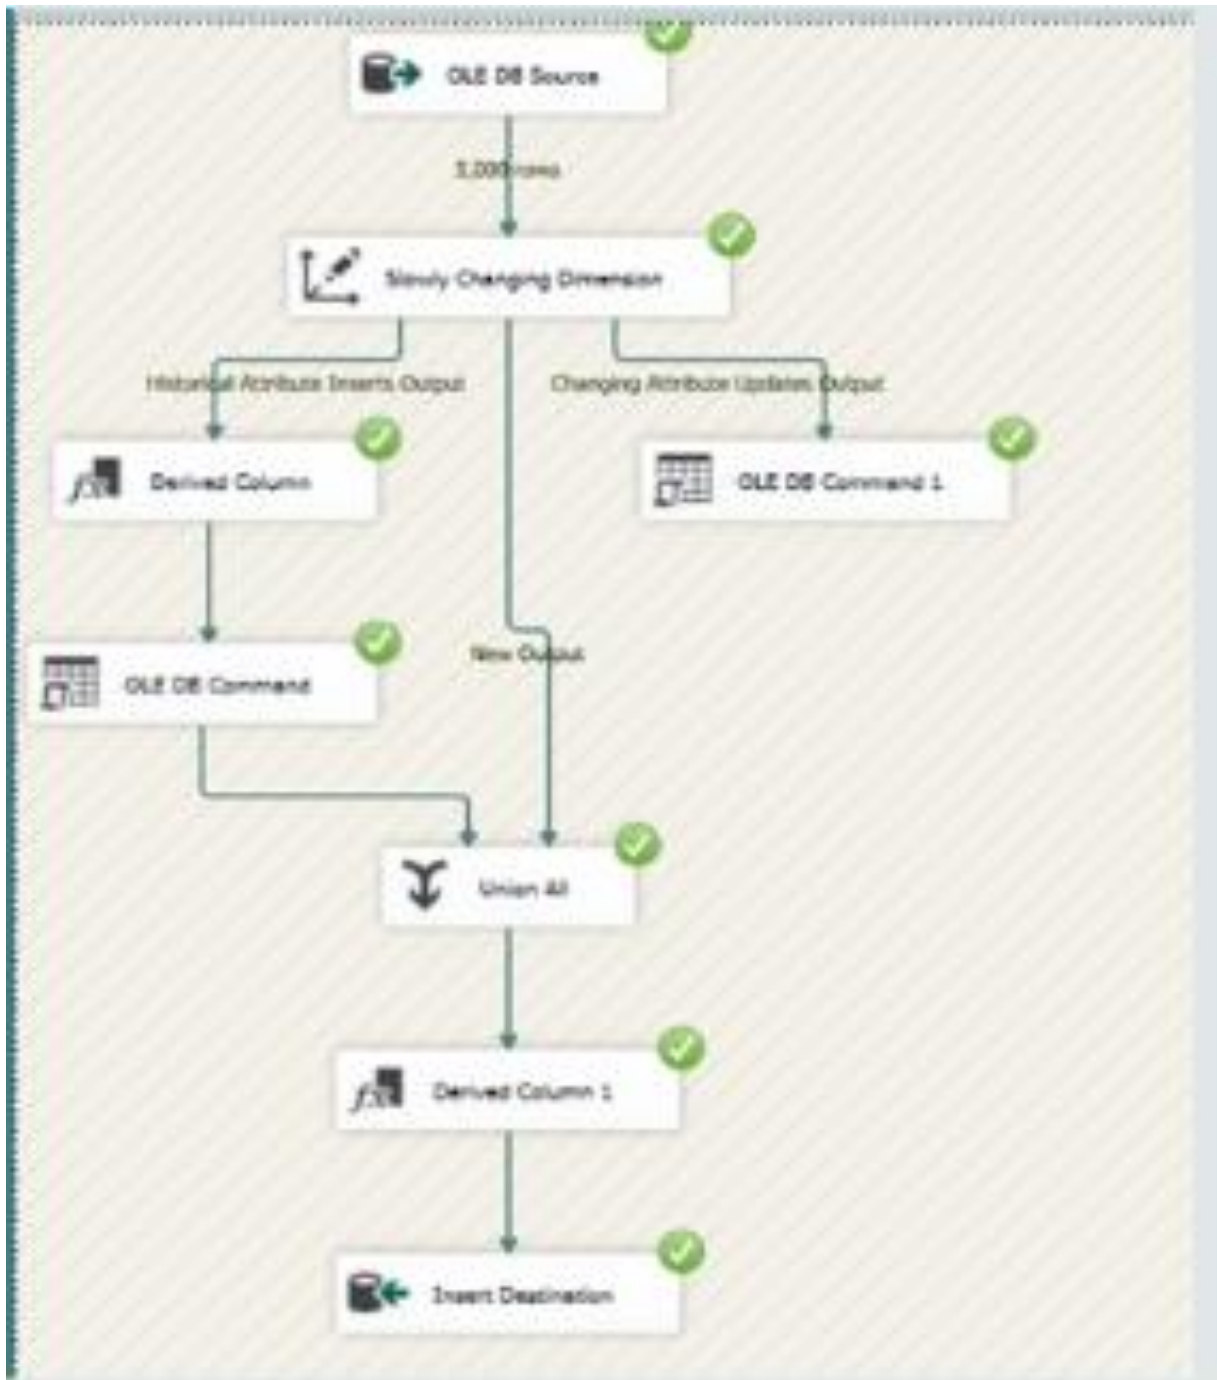 OLE DB Source
rows
Slowly Changing Dimension
Historical Attribute Inserts Output
Changing Attribute Updates Output
Derived Column
OLE DB Command 1
OLE DB Command
New Output
Union All
Derived Column 1
Insert Destination